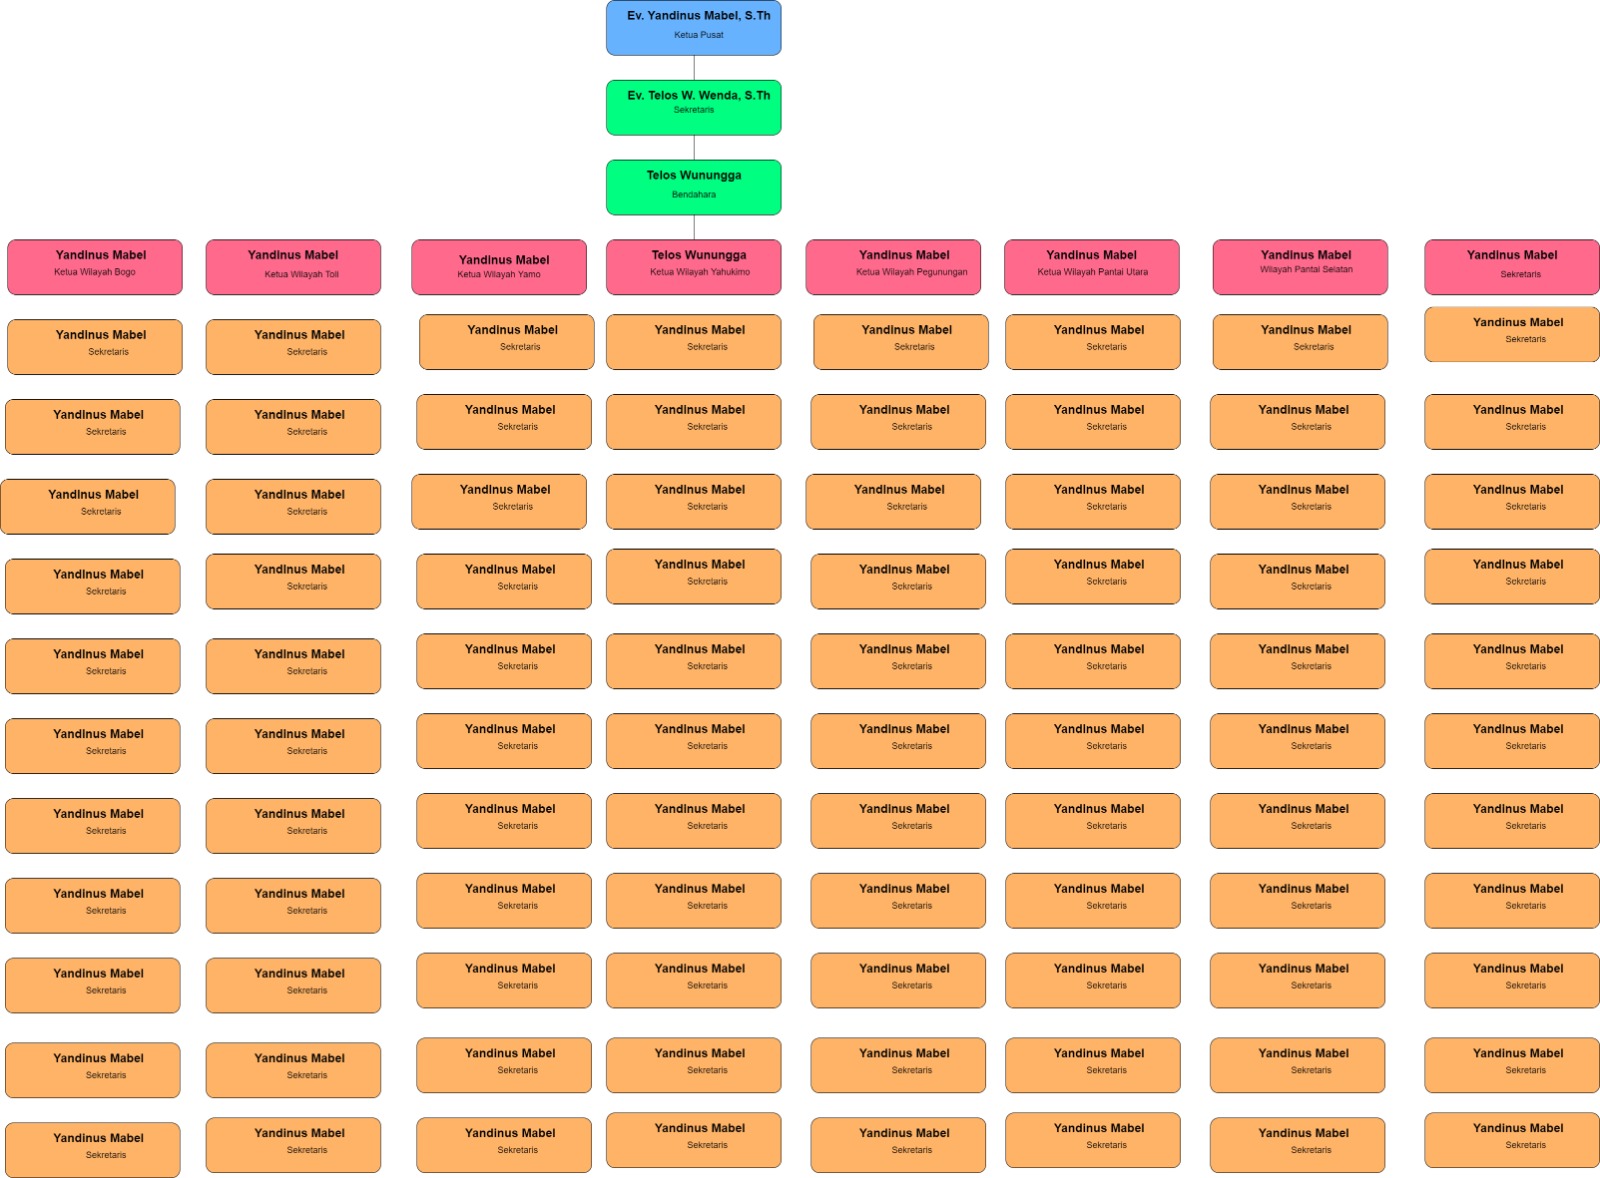 Ev. Yandinus Mabel, S.Th
Ketua Pusat
Ev. Telos W. Wenda, S.Th
Sekretaris
Telos Wunungga
Bendahara
Yandinus Mabel
Ketua Wilayah Bogo
Yandinus Mabel
Ketua Wilayah Toli
Yandinus Mabel
Ketua Wilayah Yamo
Telos Wunungga
Ketua Wilayah Yahukimo
Yandinus Mabel
Ketua Wilayah Pegunungan
Yandinus Mabel
Ketua Wilayah Pantai Utara
Yandinus Mabel
Wilayah Pantai Selatan
Yandinus Mabel
Sekretaris
Yandinus Mabel
Sekretaris
Yandinus Mabel
Sekretaris
Yandinus Mabel
Sekretaris
Yandinus Mabel
Sekretaris
Yandinus Mabel
Sekretaris
Yandinus Mabel
Sekretaris
Yandinus Mabel
Sekretaris
Yandinus Mabel
Sekretaris
Yandinus Mabel
Sekretaris
Yandinus Mabel
Sekretaris
Yandinus Mabel
Sekretaris
Yandinus Mabel
Sekretaris
Yandinus Mabel
Sekretaris
Yandinus Mabel
Sekretaris
Yandinus Mabel
Sekretaris
Yandinus Mabel
Sekretaris
Yandinus Mabel
Sekretaris
Yandinus Mabel
Sekretaris
Yandinus Mabel
Sekretaris
Yandinus Mabel
Sekretaris
Yandinus Mabel
Sekretaris
Yandinus Mabel
Sekretaris
Yandinus Mabel
Sekretaris
Yandinus Mabel
Sekretaris
Yandinus Mabel
Sekretaris
Yandinus Mabel
Sekretaris
Yandinus Mabel
Sekretaris
Yandinus Mabel
Sekretaris
Yandinus Mabel
Sekretaris
Yandinus Mabel
Sekretaris
Yandinus Mabel
Sekretaris
Yandinus Mabel
Sekretaris
Yandinus Mabel
Sekretaris
Yandinus Mabel
Sekretaris
Yandinus Mabel
Sekretaris
Yandinus Mabel
Sekretaris
Yandinus Mabel
Sekretaris
Yandinus Mabel
Sekretaris
Yandinus Mabel
Sekretaris
Yandinus Mabel
Sekretaris
Yandinus Mabel
Sekretaris
Yandinus Mabel
Sekretaris
Yandinus Mabel
Sekretaris
Yandinus Mabel
Sekretaris
Yandinus Mabel
Sekretaris
Yandinus Mabel
Sekretaris
Yandinus Mabel
Sekretaris
Yandinus Mabel
Sekretaris
Yandinus Mabel
Sekretaris
Yandinus Mabel
Sekretaris
Yandinus Mabel
Sekretaris
Yandinus Mabel
Sekretaris
Yandinus Mabel
Sekretaris
Yandinus Mabel
Sekretaris
Yandinus Mabel
Sekretaris
Yandinus Mabel
Sekretaris
Yandinus Mabel
Sekretaris
Yandinus Mabel
Sekretaris
Yandinus Mabel
Sekretaris
Yandinus Mabel
Sekretaris
Yandinus Mabel
Sekretaris
Yandinus Mabel
Sekretaris
Yandinus Mabel
Sekretaris
Yandinus Mabel
Sekretaris
Yandinus Mabel
Sekretaris
Yandinus Mabel
Sekretaris
Yandinus Mabel
Sekretaris
Yandinus Mabel
Sekretaris
Yandinus Mabel
Sekretaris
Yandinus Mabel
Sekretaris
Yandinus Mabel
Sekretaris
Yandinus Mabel
Sekretaris
Yandinus Mabel
Sekretaris
Yandinus Mabel
Sekretaris
Yandinus Mabel
Sekretaris
Yandinus Mabel
Sekretaris
Yandinus Mabel
Sekretaris
Yandinus Mabel
Sekretaris
Yandinus Mabel
Sekretaris
Yandinus Mabel
Sekretaris
Yandinus Mabel
Sekretaris
Yandinus Mabel
Sekretaris
Yandinus Mabel
Sekretaris
Yandinus Mabel
Sekretaris
Yandinus Mabel
Sekretaris
Yandinus Mabel
Sekretaris
Yandinus Mabel
Sekretaris